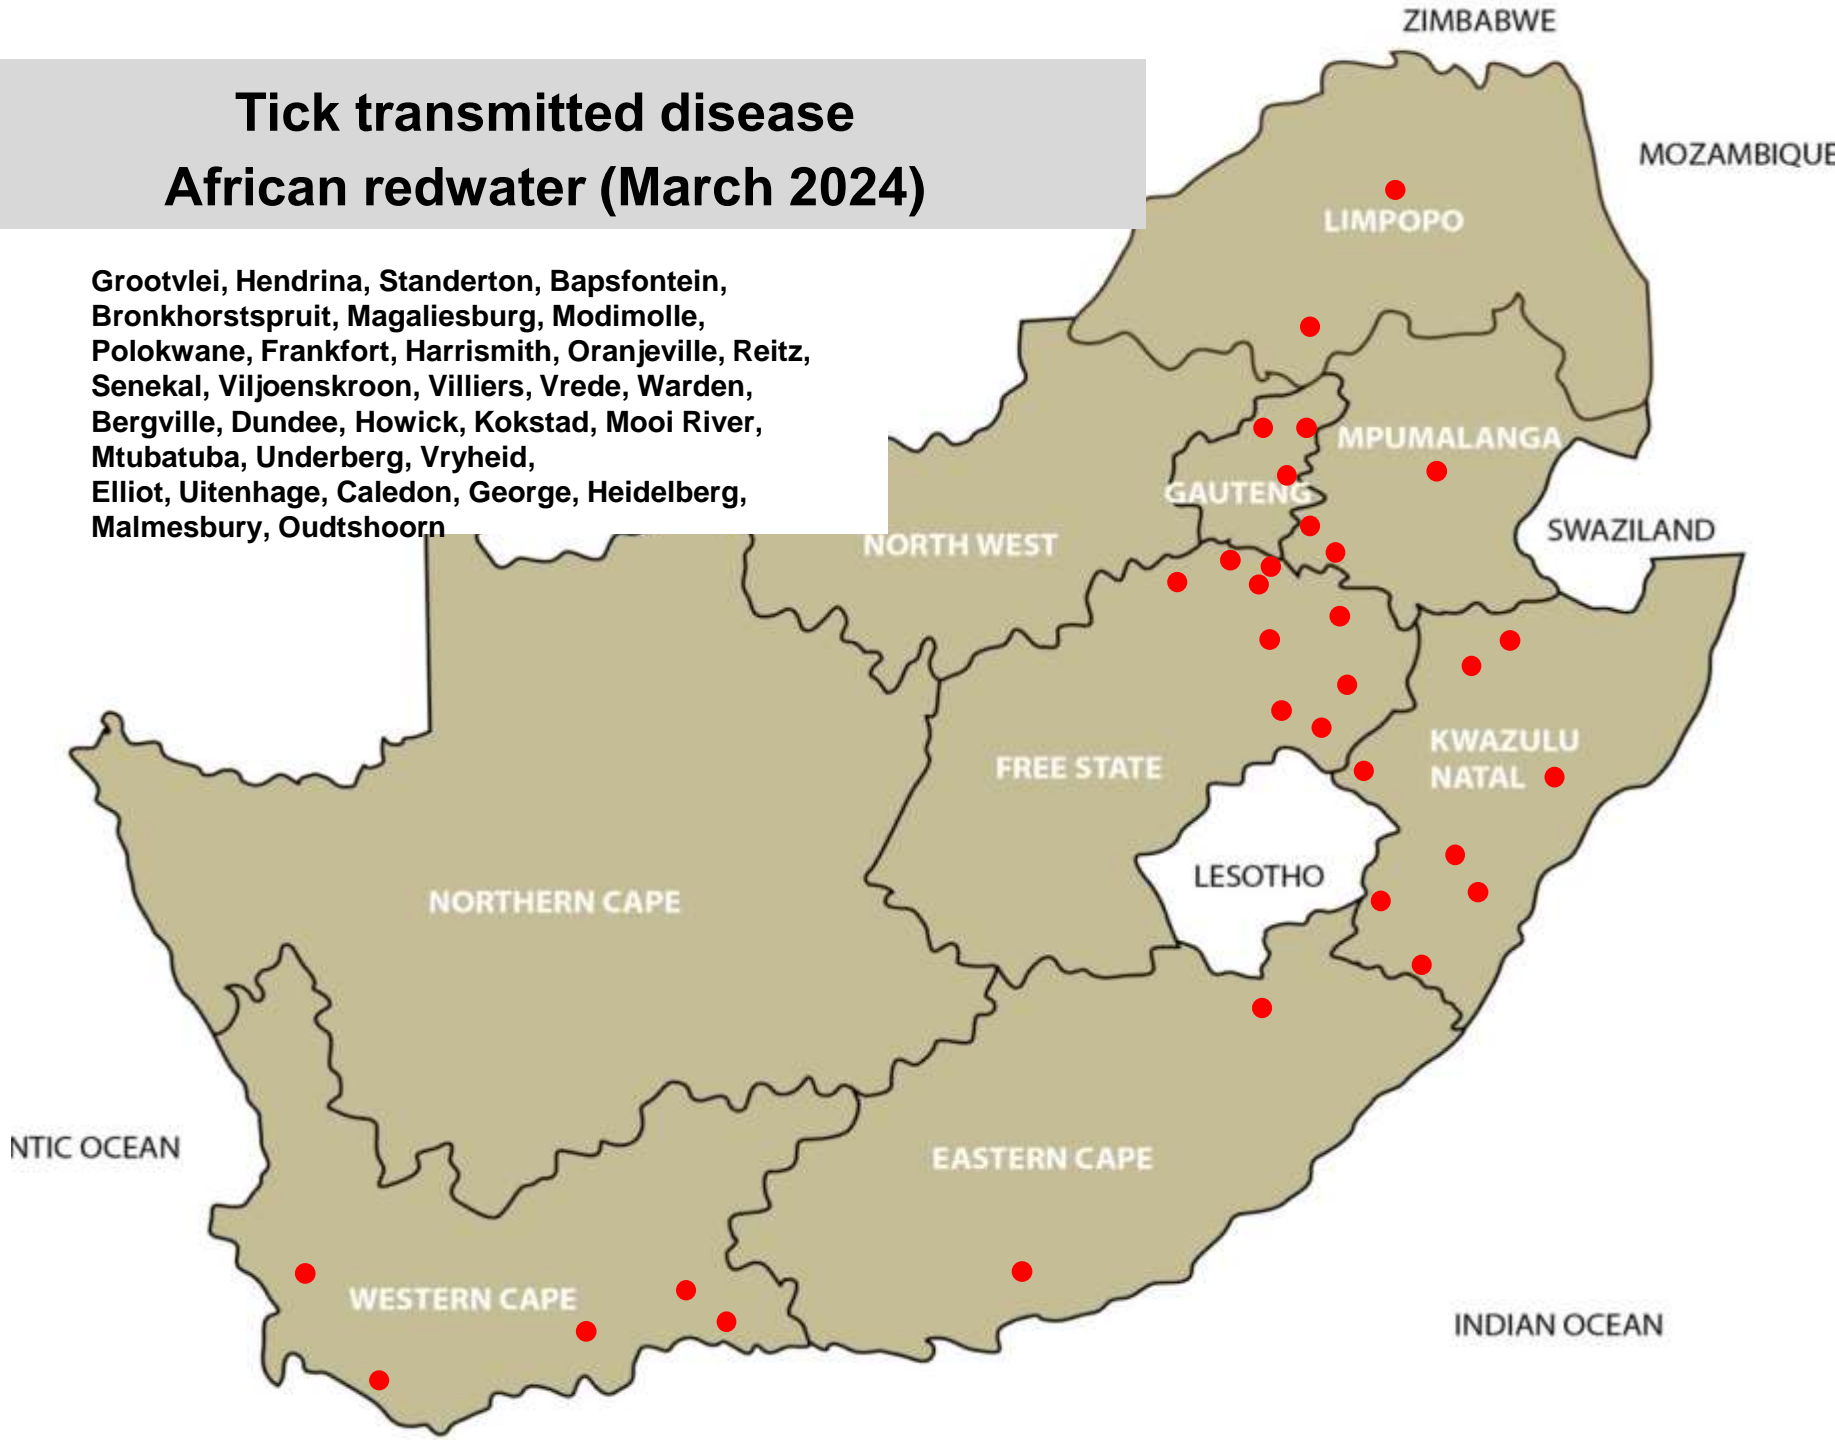 ZIMBABWE
Tick transmitted disease
African redwater (March 2024)
MOZAMBIQUE
LIMPOPO
Grootvlei, Hendrina, Standerton, Bapsfontein,
Bronkhorstspruit, Magaliesburg, Modimolle,
Polokwane, Frankfort, Harrismith, Oranjeville, Reitz,
Senekal, Viljoenskroon, Villiers, Vrede, Warden,
Bergville, Dundee, Howick, Kokstad, Mooi River,
Mtubatuba, Underberg, Vryheid,
Elliot, Uitenhage, Caledon, George, Heidelberg,
Malmesbury, Oudtshoorn
MPUMALANGA
GAUTENG
SWAZILAND
NORTH WEST
KWAZULU
NATAL
FREE STATE
LESOTHO
NORTHERN CAPE
NTIC OCEAN
EASTERN CAPE
WESTERN CAPE
INDIAN OCEAN